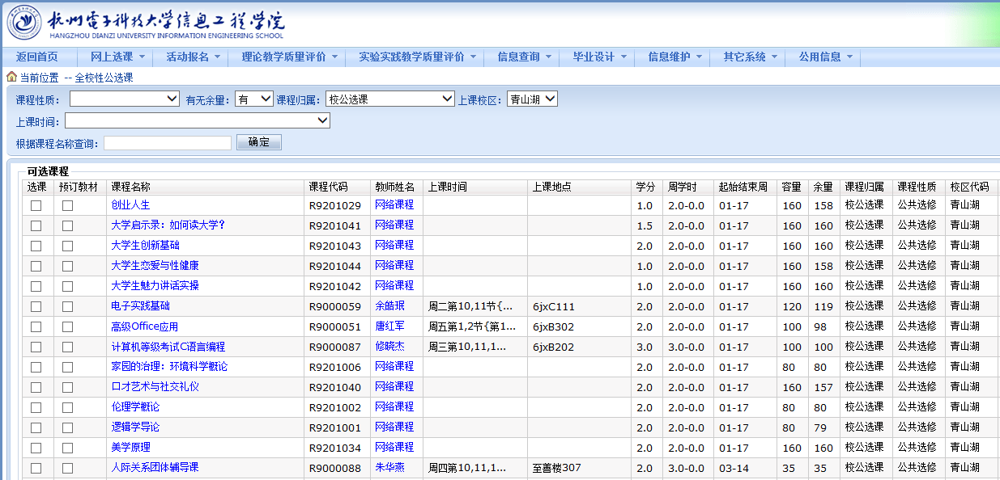 杭州电子科技大学信息工程学院
HANGZHOU DIANZI UNIVERSITY INFORMATION ENGINEERING SCHOOL
返回首页 网上选课 活动报名 理论教学质量评价 实验实践教学质量评价 信息查询 毕业设计 信息维护 其它系统 公用信息
当前位置 -- 全校性公选课
课程性质： 有无余量： 有 课程归属： 校公选课 上课校区： 青山湖
上课时间：
根据课程名称查询： 确定
可选课程
选课 预订教材 课程名称 课程代码 教师姓名 上课时间 上课地点 学分 周学时 起始结束周 容量 余量 课程归属 课程性质 校区代码
创业人生 R9201029 网络课程 1.0 2.0-0.0 01-17 160 158 校公选课 公共选修 青山湖
大学启示录：如何读大学? R9201041 网络课程 1.5 2.0-0.0 01-17 160 160 校公选课 公共选修 青山湖
大学生创新基础 R9201043 网络课程 2.0 2.0-0.0 01-17 160 160 校公选课 公共选修 青山湖
大学生恋爱与性健康 R9201044 网络课程 1.0 2.0-0.0 01-17 160 158 校公选课 公共选修 青山湖
大学生魅力讲话实操 R9201042 网络课程 1.0 2.0-0.0 01-17 160 160 校公选课 公共选修 青山湖
电子实践基础 R9000059 余皓珉 周二第10,11节{... 6jxC111 2.0 2.0-0.0 01-17 120 119 校公选课 公共选修 青山湖
高级Office应用 R9000051 唐红军 周五第1,2节{第1... 6jxB302 2.0 2.0-0.0 01-17 100 98 校公选课 公共选修 青山湖
计算机等级考试C语言编程 R9000087 修晓杰 周三第10,11,1... 6jxB202 3.0 3.0-0.0 01-17 100 100 校公选课 公共选修 青山湖
家园的治理：环境科学概论 R9201006 网络课程 2.0 2.0-0.0 01-17 80 80 校公选课 公共选修 青山湖
口才艺术与社交礼仪 R9201040 网络课程 2.0 2.0-0.0 01-17 160 157 校公选课 公共选修 青山湖
伦理学概论 R9201002 网络课程 2.0 2.0-0.0 01-17 80 80 校公选课 公共选修 青山湖
逻辑学导论 R9201001 网络课程 2.0 2.0-0.0 01-17 80 79 校公选课 公共选修 青山湖
美学原理 R9201034 网络课程 2.0 2.0-0.0 01-17 160 160 校公选课 公共选修 青山湖
人际关系团体辅导课 R9000088 朱华燕 周四第10,11,1... 至善楼307 2.0 3.0-0.0 03-14 35 35 校公选课 公共选修 青山湖